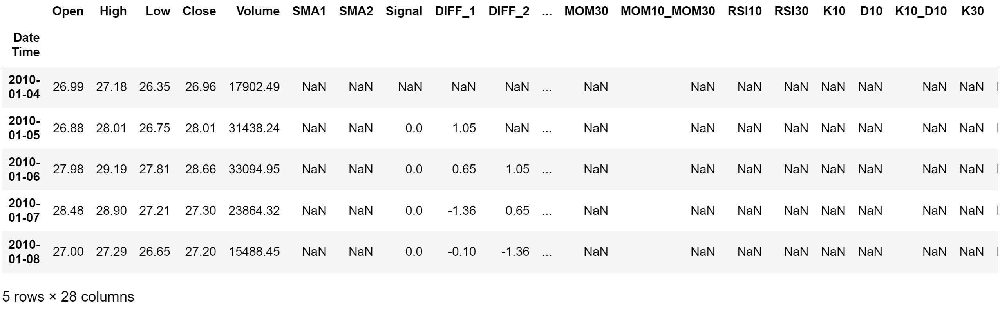 Open High Low Close Volume SMA1 SMA2 Signal DIFF_1 DIFF_2 ... MOM30 MOM10_MOM30 RSI10 RSI30 K10 D10 K10_D10 K30
Date
Time
2010-
01-04 26.99 27.18 26.35 26.96 17902.49 NaN NaN NaN NaN NaN ... NaN NaN NaN NaN NaN NaN NaN NaN
2010-
01-05 26.88 28.01 26.75 28.01 31438.24 NaN NaN 0.0 1.05 NaN ... NaN NaN NaN NaN NaN NaN NaN NaN
2010-
01-06 27.98 29.19 27.81 28.66 33094.95 NaN NaN 0.0 0.65 1.05 ... NaN NaN NaN NaN NaN NaN NaN NaN
2010-
01-07 28.48 28.90 27.21 27.30 23864.32 NaN NaN 0.0 -1.36 0.65 ... NaN NaN NaN NaN NaN NaN NaN NaN
2010-
01-08 27.00 27.29 26.65 27.20 15488.45 NaN NaN 0.0 -0.10 -1.36 ... NaN NaN NaN NaN NaN NaN NaN NaN
5 rows × 28 columns